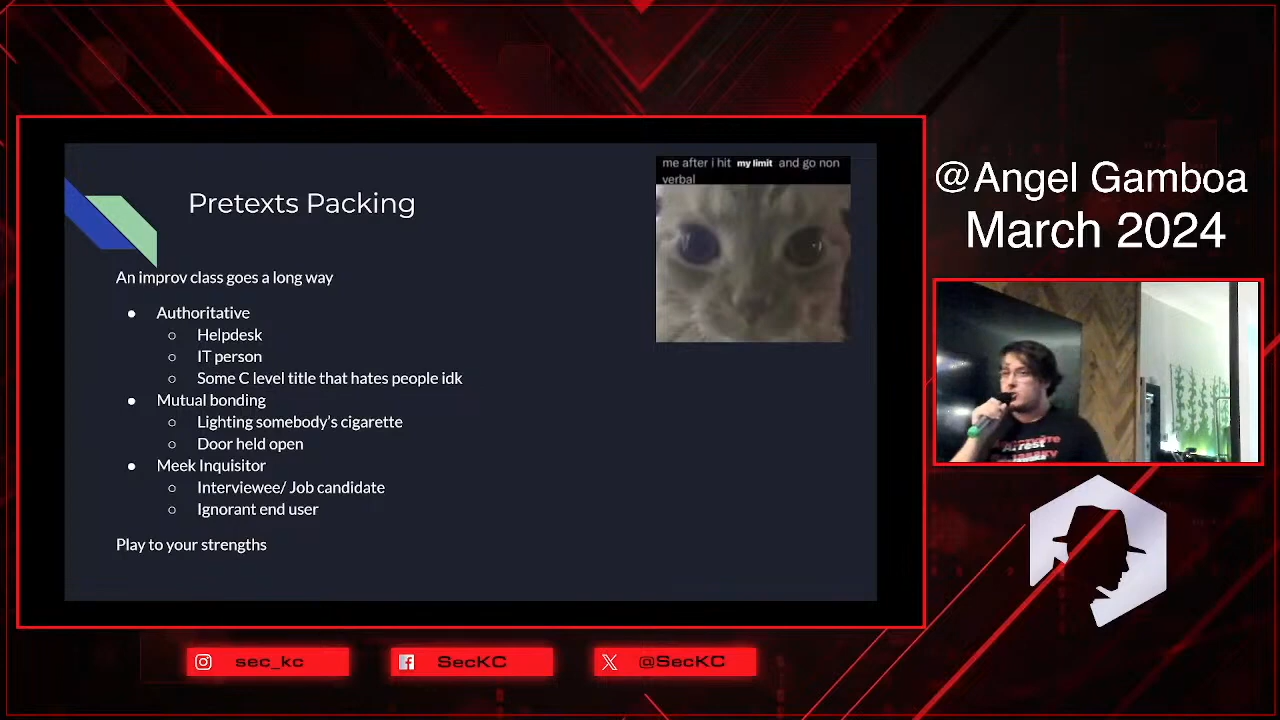 me after i hit my limit and go non
verbal
Pretexts Packing
An improv class goes a long way
● Authoritative
○ Helpdesk
○ IT person
○ Some C level title that hates people idk
● Mutual bonding
○ Lighting somebody's cigarette
○ Door held open
● Meek Inquisitor
○ Interviewee/ Job candidate
○ Ignorant end user
Play to your strengths
@Angel Gamboa
March 2024
sec_kc
SecKC
@SecKC